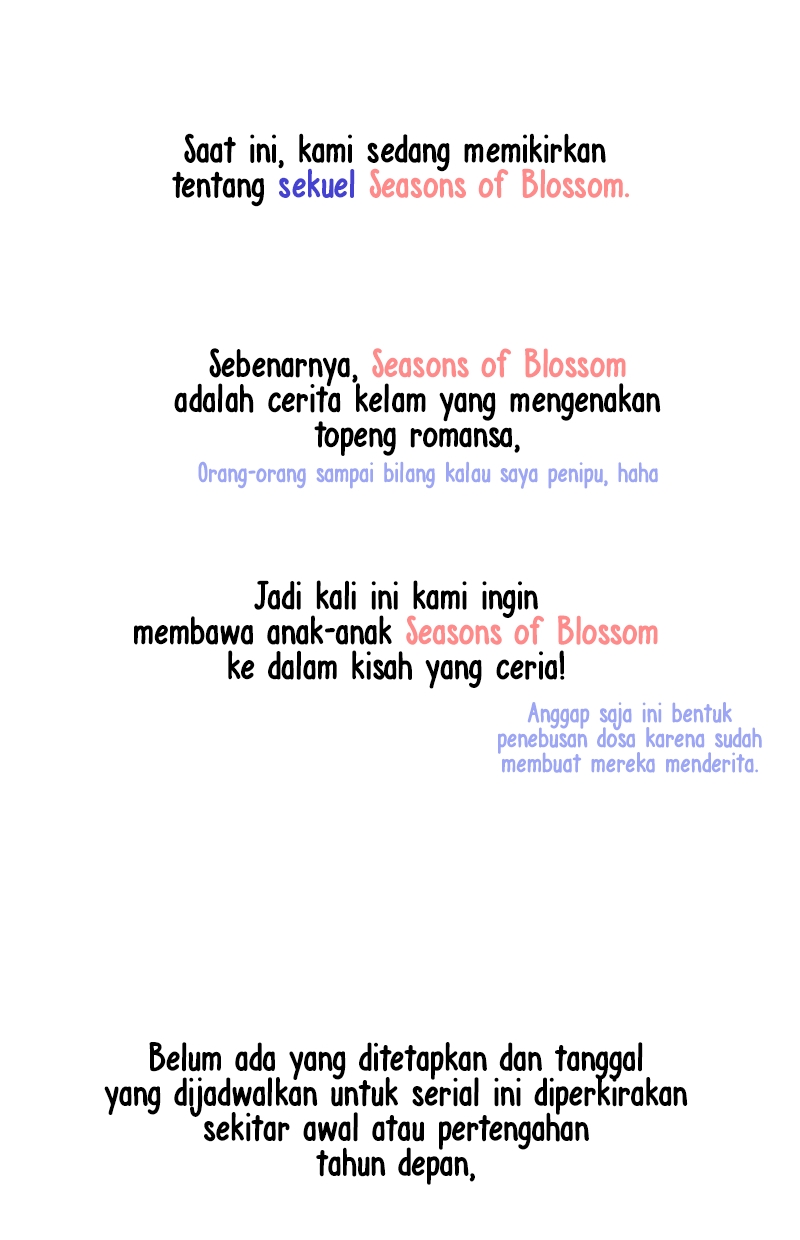 Saat ini, kami sedang memikirkan
tentang sekuel Seasons of Blossom.
Sebenarnya, Seasons of Blossom
adalah cerita kelam yang mengenakan
topeng romansa,
Orang-orang sampai bilang kalau saya penipu, haha
Jadi kali ini kami ingin
membawa anak-anak Seasons of Blossom
ke dalam kisah yang ceria!
Anggap saja ini bentuk
penebusan dosa karena sudah
membuat mereka menderita.
Belum ada yang ditetapkan dan tanggal
yang dijadwalkan untuk serial ini diperkirakan
sekitar awal atau pertengahan
tahun depan,